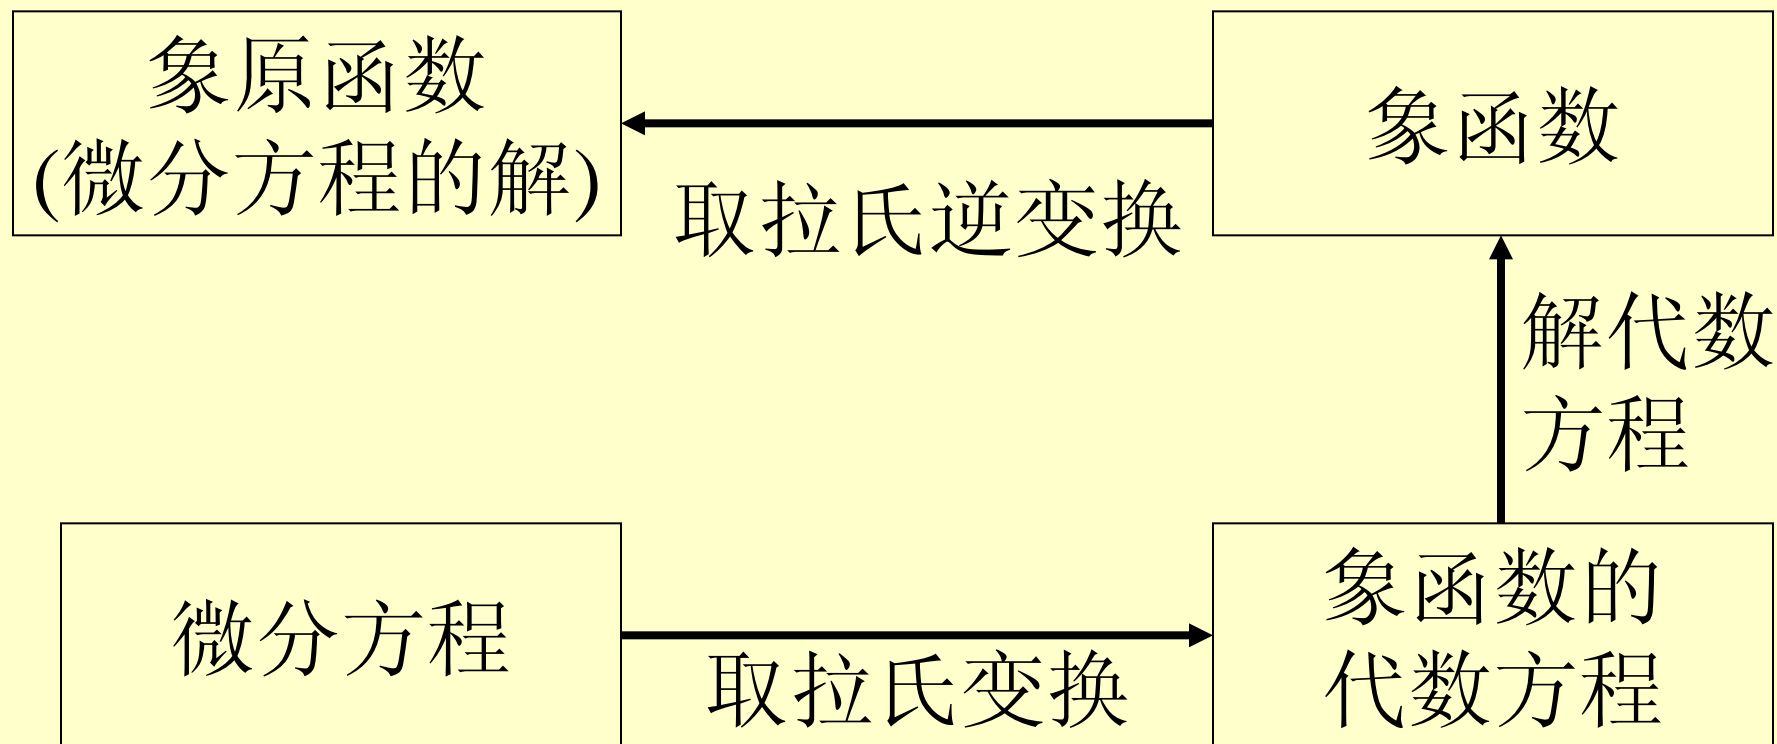 象原函数
(微分方程的解)
取拉氏逆变换
象函数
解代数
方程
微分方程
取拉氏变换
象函数的
代数方程